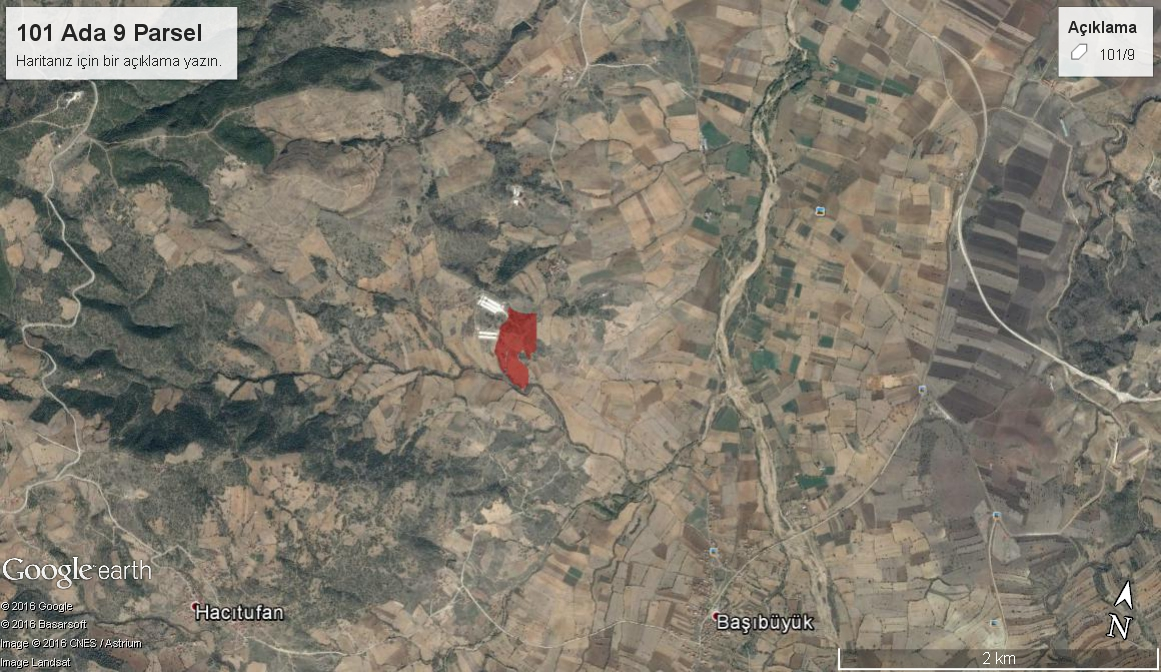 101 Ada 9 Parsel
Haritanız için bir açıklama yazın.
Açıklama
101/9
Google earth
© 2016 Google
© 2016 Basarsoft
Image © 2016 CNES / Astrium
Image Landsat
Hacıtufan
Başıbüyük
N
2 km